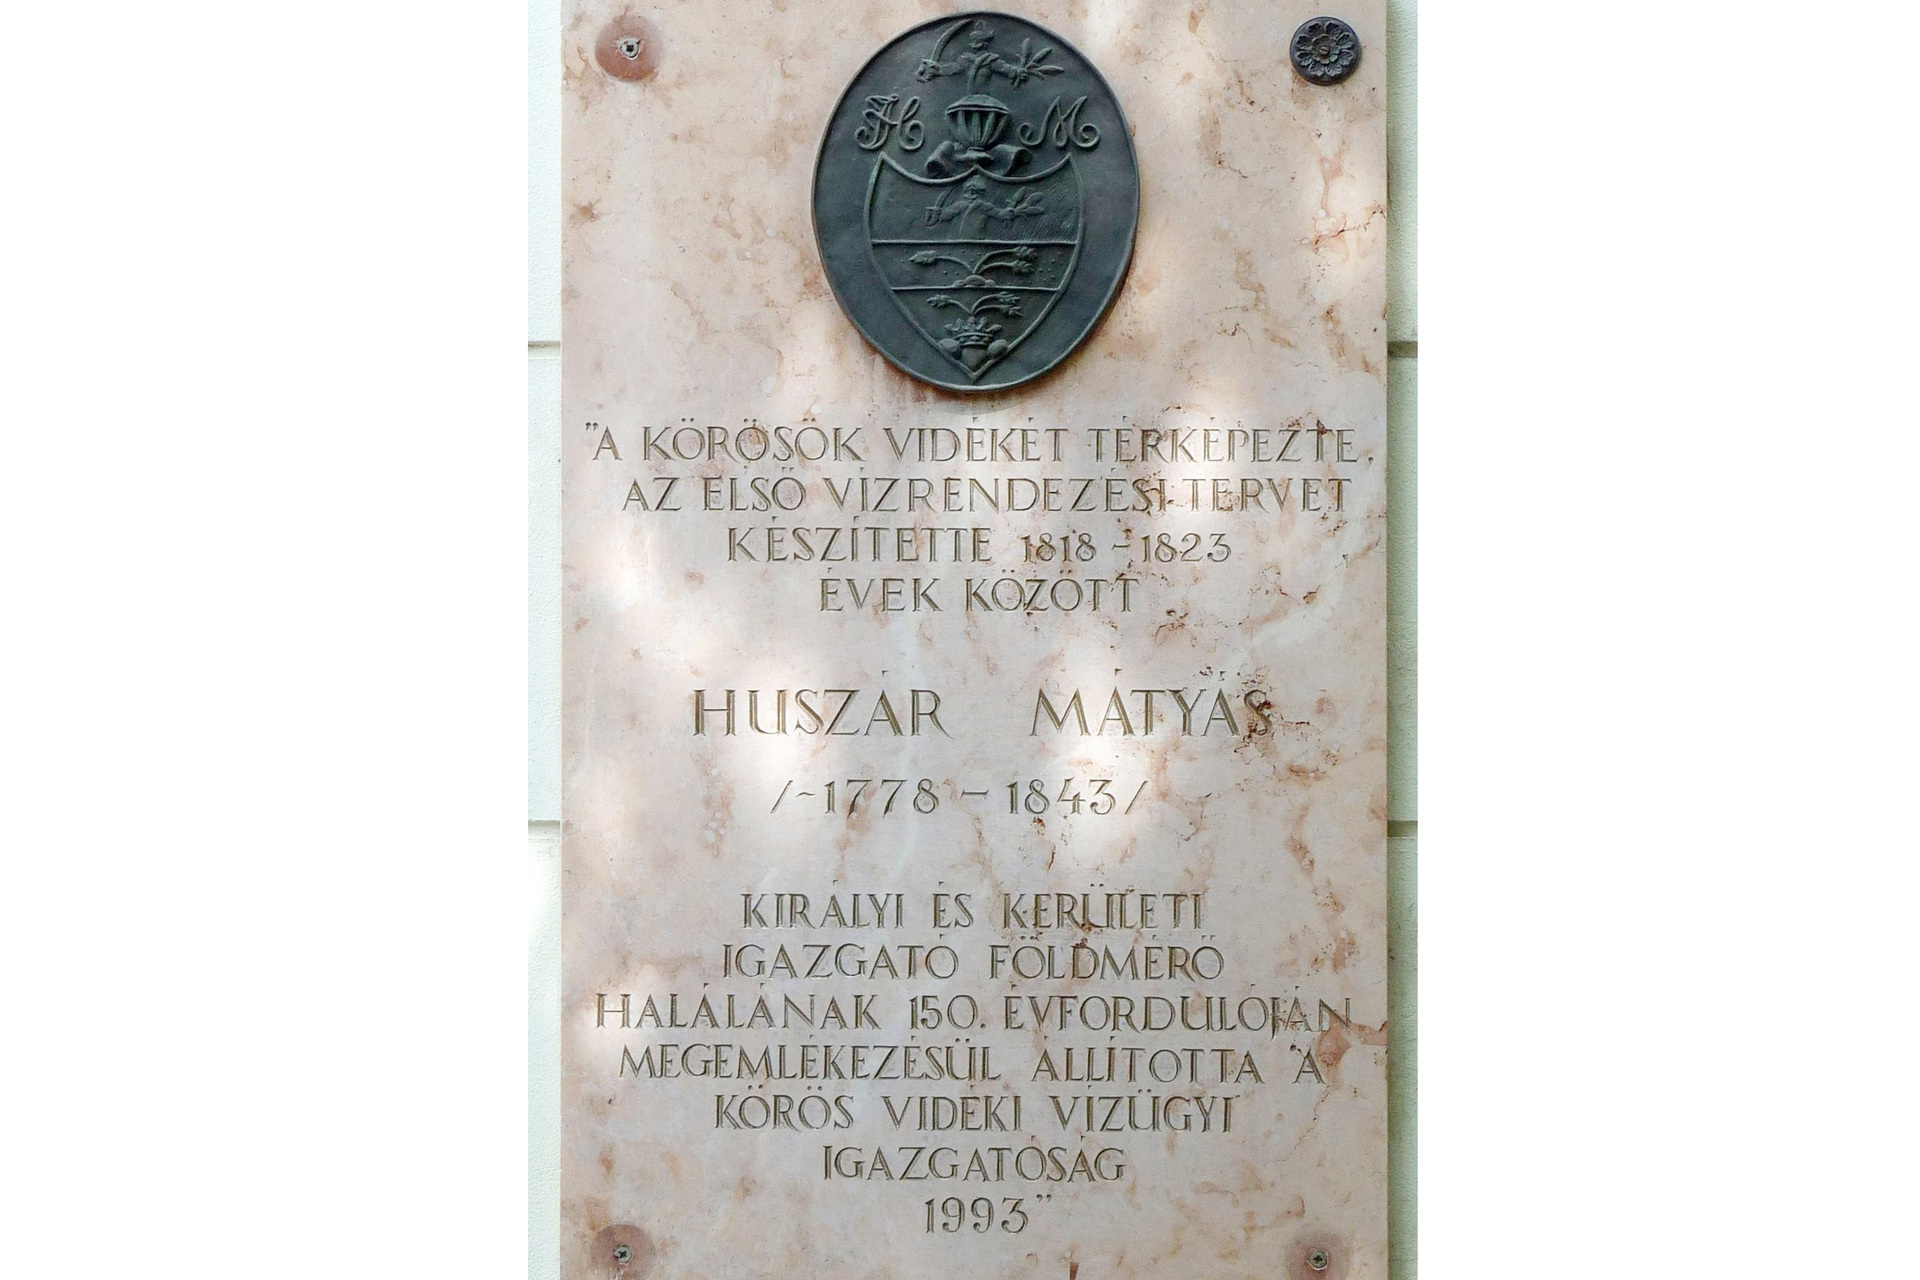 H M
"A KÖRÖSÖK VIDÉKÉT TÉRKÉPEZTE,
AZ ELSŐ VÍZRENDEZÉSI TERVET
KÉSZÍTETTE 1818 - 1823
ÉVEK KÖZÖTT
HUSZÁR MÁTYÁS
/~1778 - 1843/
KIRÁLYI ÉS KERÜLETI
IGAZGATÓ FÖLDMÉRŐ
HALÁLÁNAK 150. ÉVFORDULÓJÁN
MEGEMLÉKEZÉSÜL ÁLLÍTOTTA A
KÖRÖS VIDÉKI VÍZÜGYI
IGAZGATÓSÁG
1993"